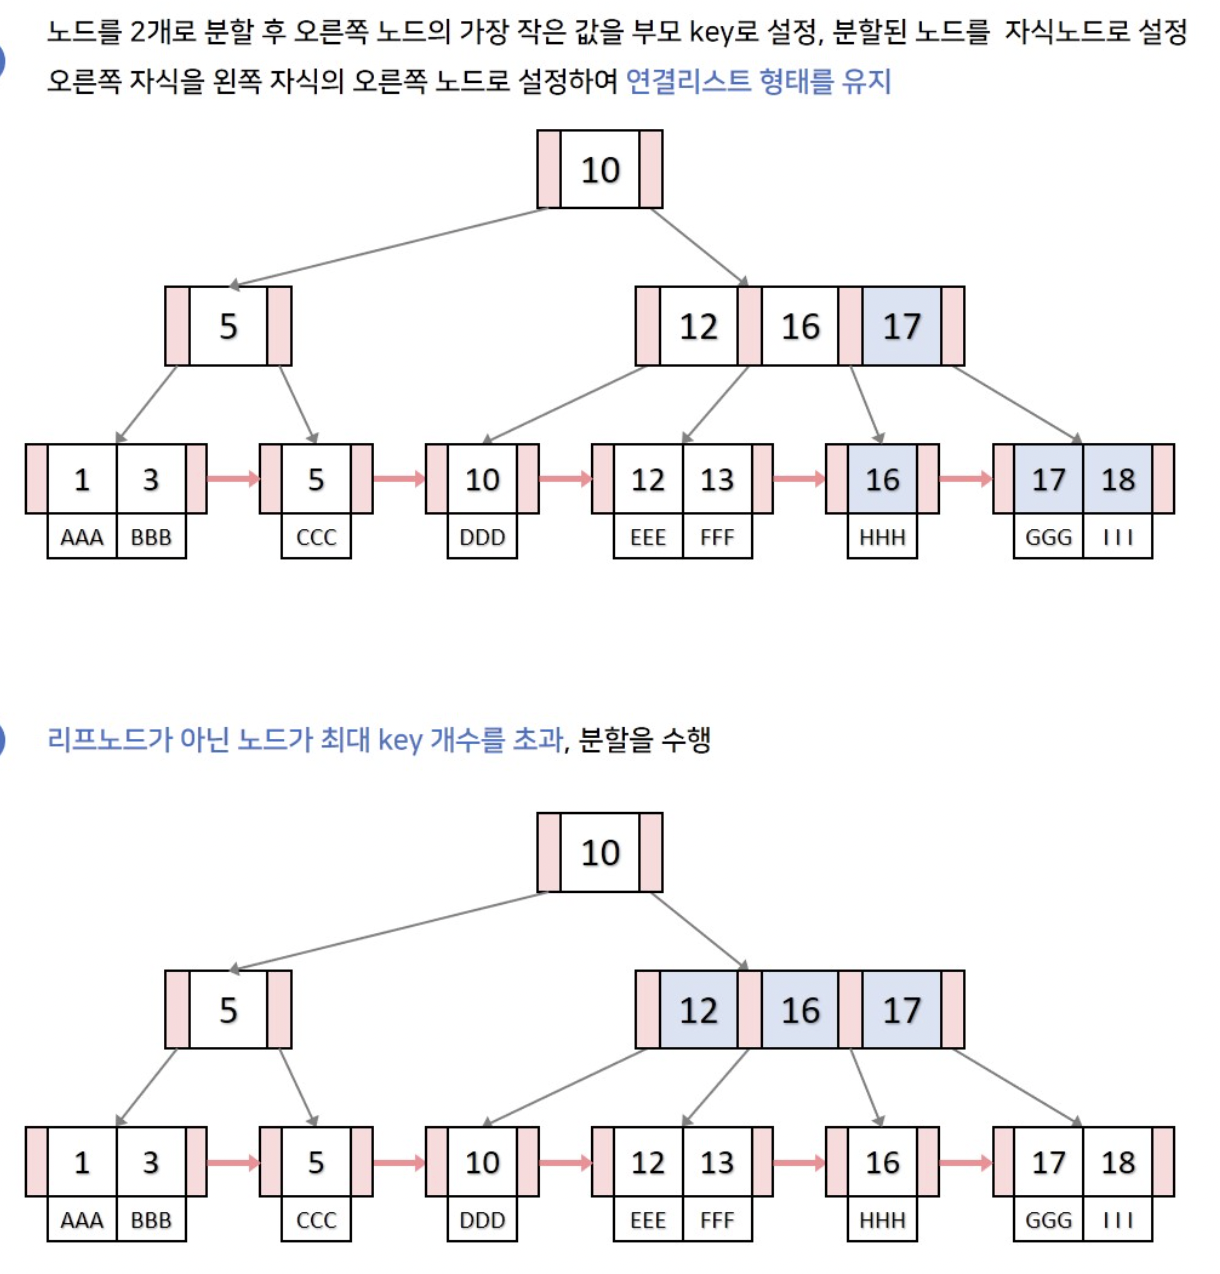 노드를 2개로 분할 후 오른쪽 노드의 가장 작은 값을 부모 key로 설정, 분할된 노드를 자식노드로 설정
오른쪽 자식을 왼쪽 자식의 오른쪽 노드로 설정하여 연결리스트 형태를 유지
10
5 12 16 17
1 3 5 10 12 13 16 17 18
AAA BBB CCC DDD EEE FFF HHH GGG III
리프노드가 아닌 노드가 최대 key 개수를 초과, 분할을 수행
10
5 12 16 17
1 3 5 10 12 13 16 17 18
AAA BBB CCC DDD EEE FFF HHH GGG III